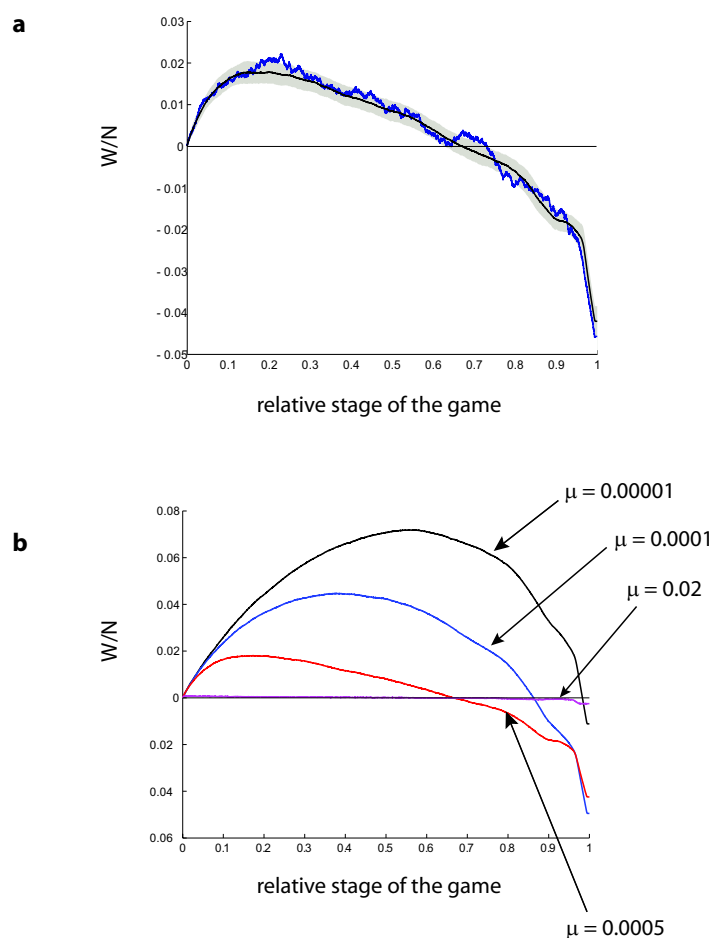 a
0.03
0.02
0.01
0
- 0.01
- 0.02
- 0.03
- 0.04
- 0.05
W/N
0 0.1 0.2 0.3 0.4 0.5 0.6 0.7 0.8 0.9 1
relative stage of the game
b
μ = 0.00001
μ = 0.0001
μ = 0.02
0.08
0.06
0.04
0.02
0
0.02
0.04
0.06
W/N
0 0.1 0.2 0.3 0.4 0.5 0.6 0.7 0.8 0.9 1
relative stage of the game
μ = 0.0005